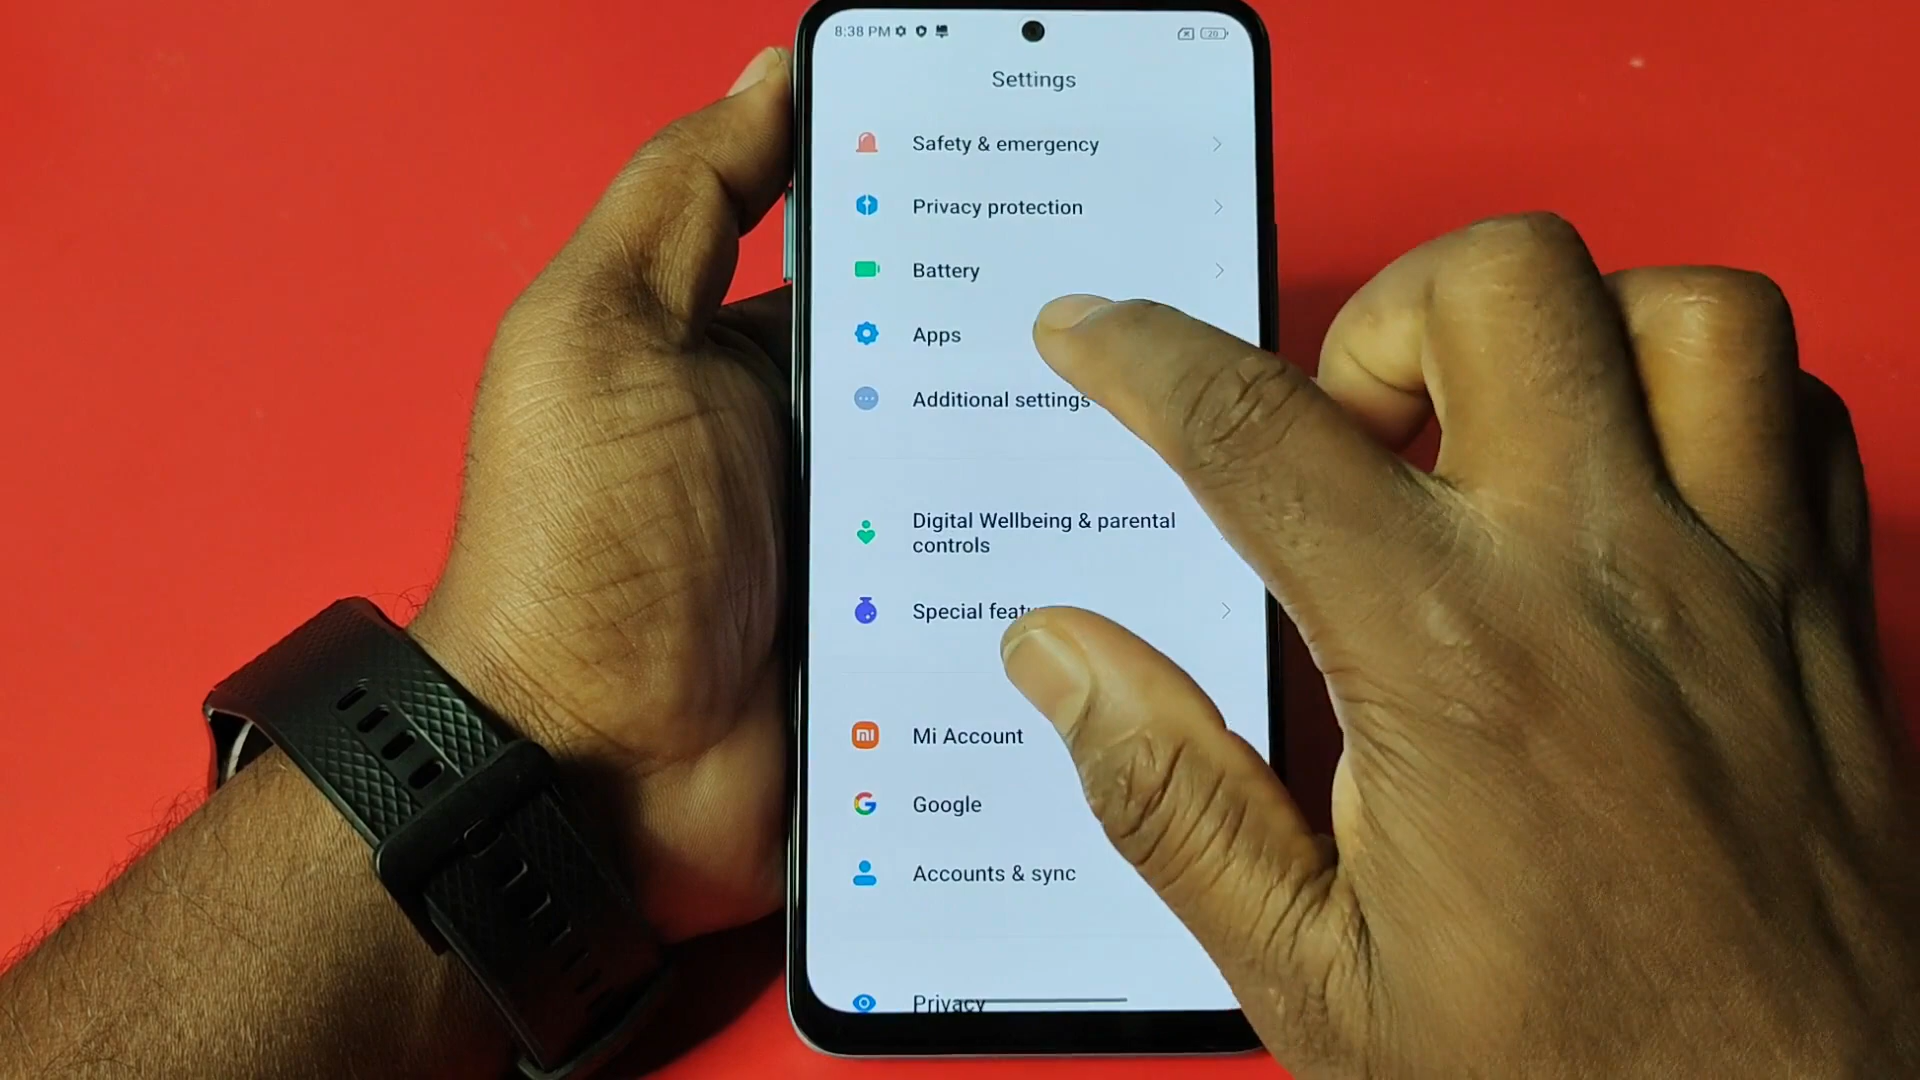 8:38 PM
20
Settings
Safety & emergency
Privacy protection
Battery
Apps
Additional settings
Digital Wellbeing & parental
controls
Special
Mi Account
Google
Accounts & sync
Privacy